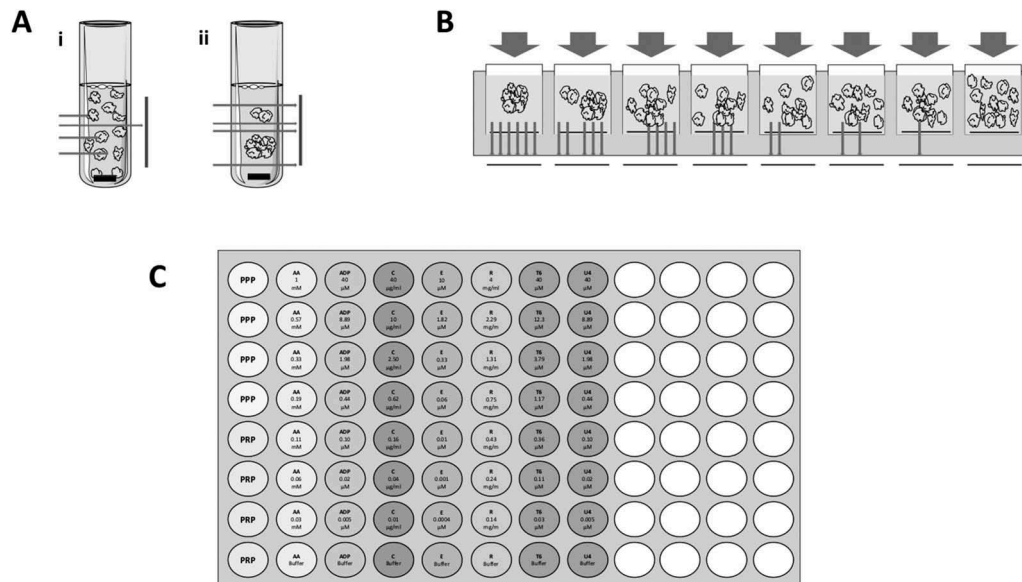 A
i
ii
B
C
PPP
AA
1
mM
ADP
40
µM
C
40
µg/ml
E
10
µM
R
4
mg/ml
T6
40
µM
U4
40
µM
PPP
AA
0.57
mM
ADP
8.89
µM
C
10
µg/ml
E
1.82
µM
R
2.29
mg/m
T6
12.3
µM
U4
8.89
µM
PPP
AA
0.33
mM
ADP
1.98
µM
C
2.50
µg/ml
E
0.33
µM
R
1.31
mg/m
T6
3.79
µM
U4
1.98
µM
PPP
AA
0.19
mM
ADP
0.44
µM
C
0.62
µg/ml
E
0.06
µM
R
0.75
mg/m
T6
1.17
µM
U4
0.44
µM
PRP
AA
0.11
mM
ADP
0.10
µM
C
0.16
µg/ml
E
0.01
µM
R
0.43
mg/m
T6
0.36
µM
U4
0.10
µM
PRP
AA
0.06
mM
ADP
0.02
µM
C
0.04
µg/ml
E
0.001
µM
R
0.24
mg/m
T6
0.11
µM
U4
0.02
µM
PRP
AA
0.03
mM
ADP
0.005
µM
C
0.01
µg/ml
E
0.0004
µM
R
0.14
mg/m
T6
0.03
µM
U4
0.005
µM
PRP
AA
Buffer
ADP
Buffer
C
Buffer
E
Buffer
R
Buffer
T6
Buffer
U4
Buffer